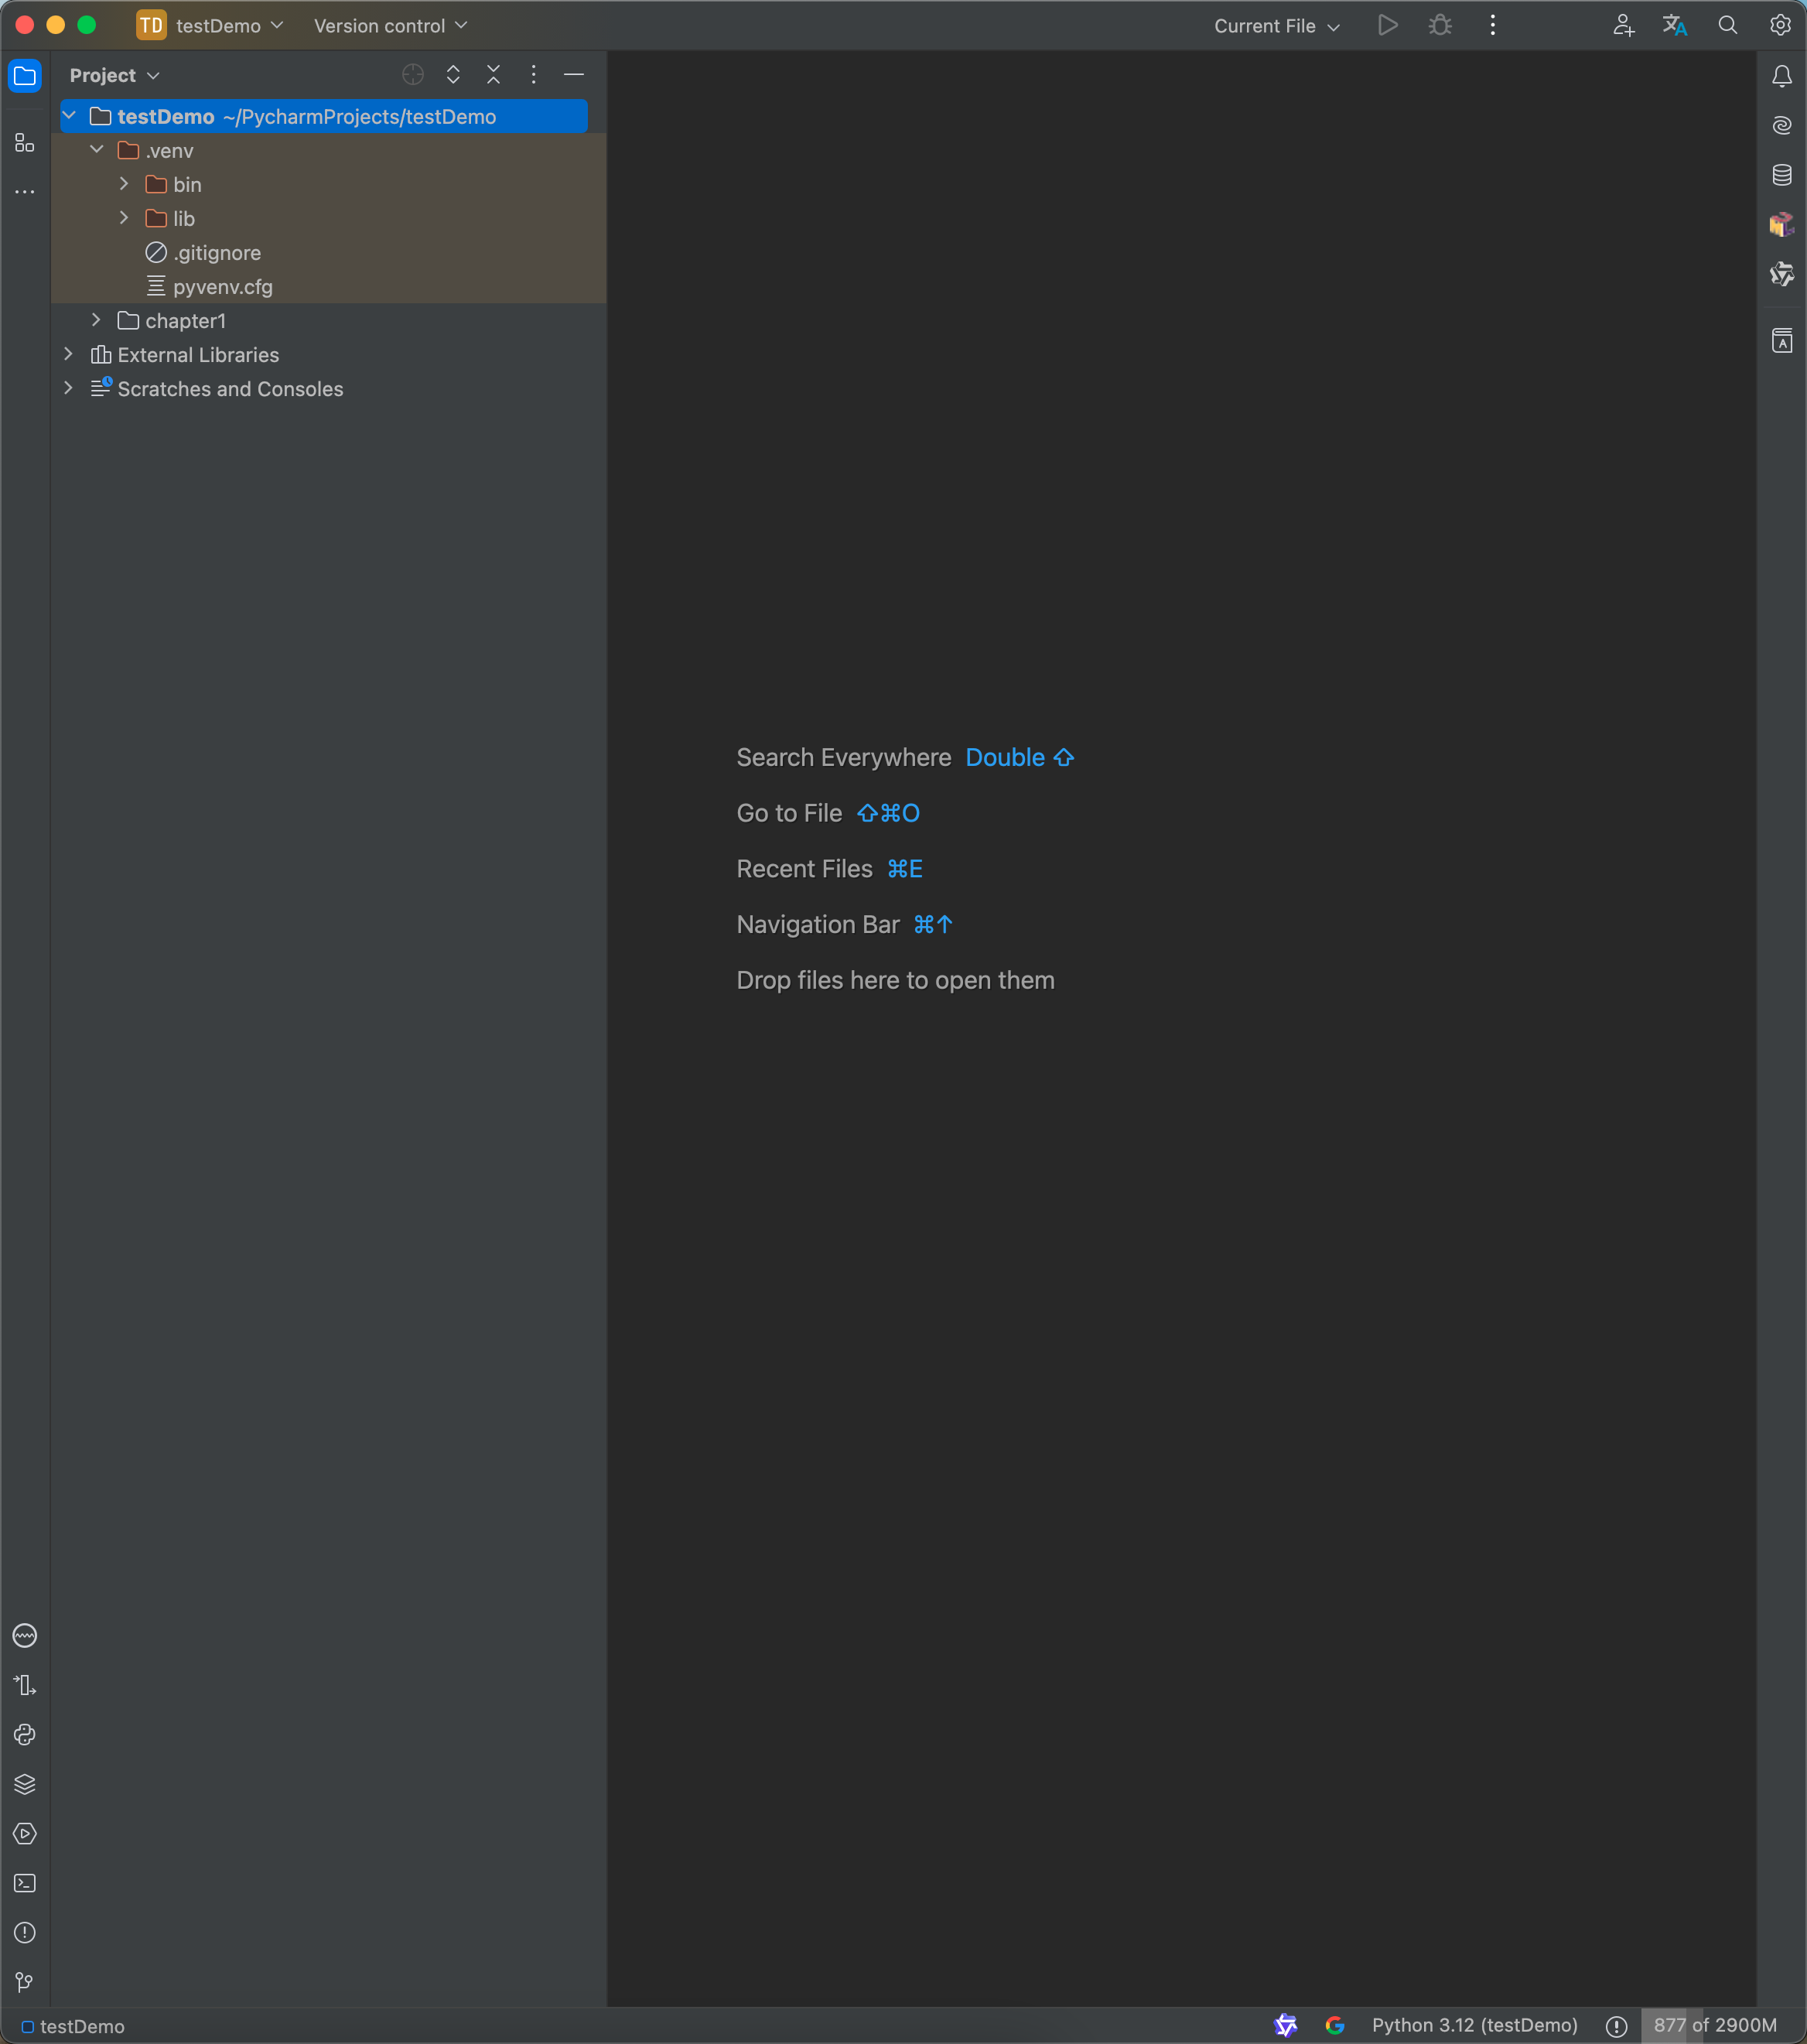 TD testDemo Version control Current File
Project
testDemo ~/PycharmProjects/testDemo
.venv
bin
lib
.gitignore
pyvenv.cfg
chapter1
External Libraries
Scratches and Consoles
Search Everywhere Double ⇧
Go to File ⇧⌘O
Recent Files ⌘E
Navigation Bar ⌘↑
Drop files here to open them
testDemo Python 3.12 (testDemo) 877 of 2900M